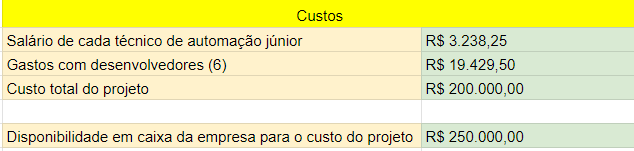 Custos
Salário de cada técnico de automação júnior R$ 3.238,25
Gastos com desenvolvedores (6) R$ 19.429,50
Custo total do projeto R$ 200.000,00
Disponibilidade em caixa da empresa para o custo do projeto R$ 250.000,00